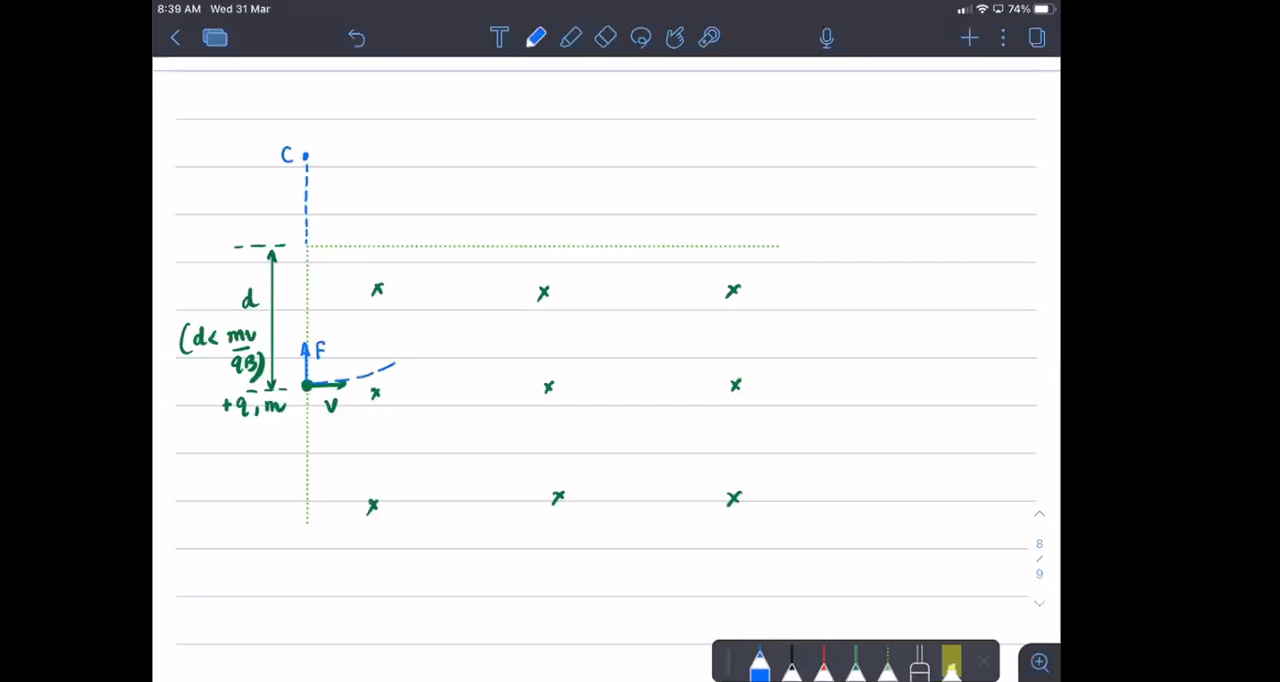 8:39 AM Wed 31 Mar 74%
T
C
d
(d< mv/qB)
F
+q, m
v
x x x
x x x
x x x
8
/
9